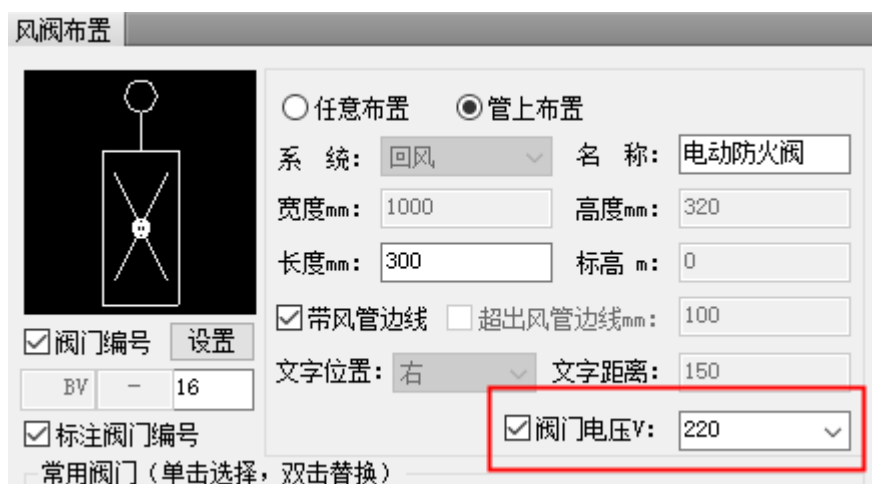 风阀布置
任意布置 管上布置
系 统: 回风 名 称: 电动防火阀
宽度mm: 1000 高度mm: 320
长度mm: 300 标高 m: 0
带风管边线 超出风管边线mm: 100
阀门编号 设置
文字位置: 右 文字距离: 150
BV - 16
阀门电压V: 220
标注阀门编号
常用阀门（单击选择，双击替换）